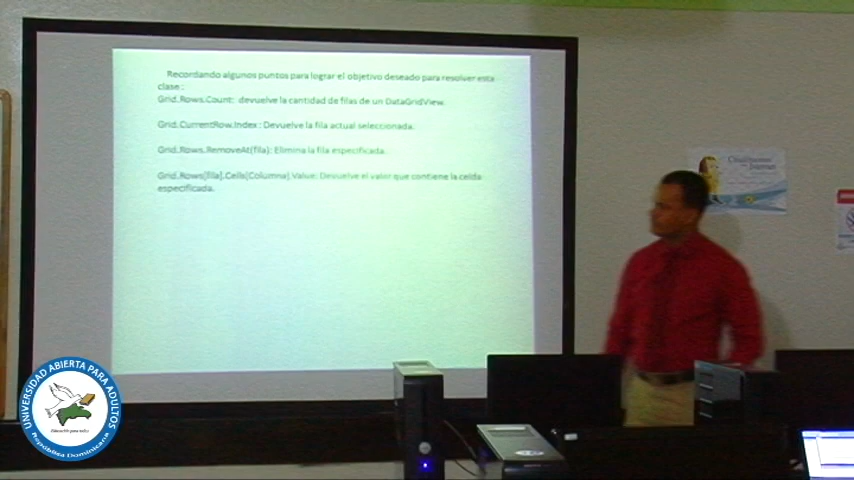 Recordando algunos puntos para lograr el objetivo deseado para resolver esta
clase :
Grid.Rows.Count: devuelve la cantidad de filas de un DataGridView.
Grid.CurrentRow.Index : Devuelve la fila actual seleccionada.
Grid.Rows.RemoveAt(fila): Elimina la fila especificada.
Grid.Rows[fila].Cells[Columna].Value: Devuelve el valor que contiene la celda
especificada.
UNIVERSIDAD ABIERTA PARA ADULTOS
Educación para todos
República Dominicana